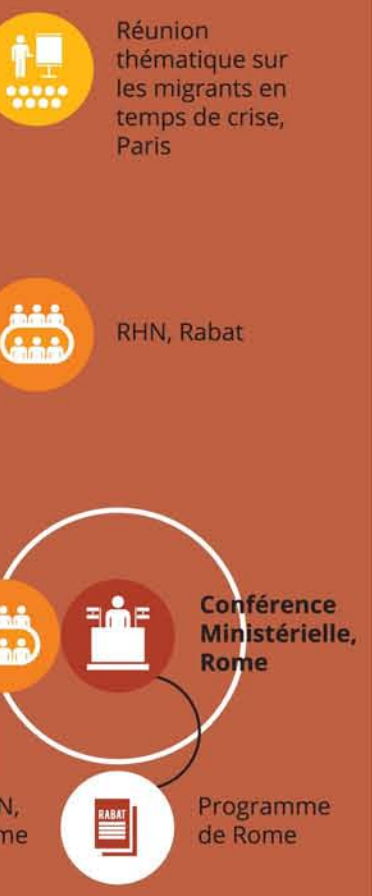 Réunion
thématique sur
les migrants en
temps de crise,
Paris
RHN, Rabat
Conférence
Ministérielle,
Rome
RABAT
Programme
de Rome